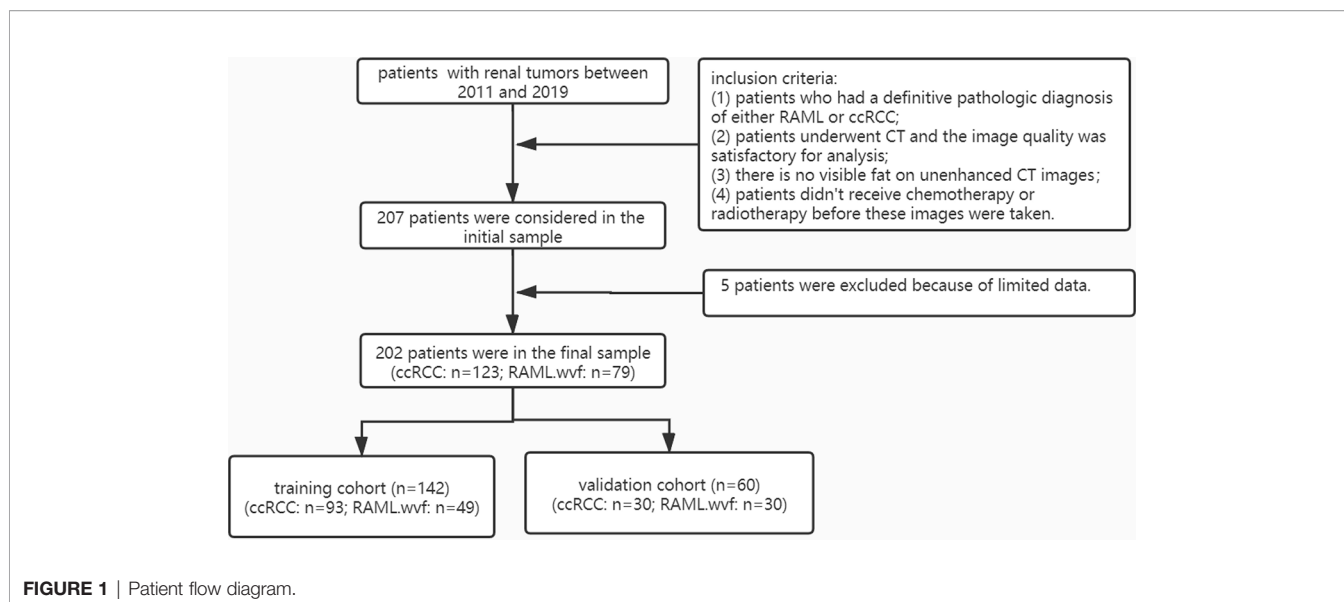 patients with renal tumors between
2011 and 2019
inclusion criteria:
(1) patients who had a definitive pathologic diagnosis
of either RAML or ccRCC;
(2) patients underwent CT and the image quality was
satisfactory for analysis;
(3) there is no visible fat on unenhanced CT images;
(4) patients didn't receive chemotherapy or
radiotherapy before these images were taken.
207 patients were considered in the
initial sample
5 patients were excluded because of limited data.
202 patients were in the final sample
(ccRCC: n=123; RAML.wvf: n=79)
training cohort (n=142)
(ccRCC: n=93; RAML.wvf: n=49)
validation cohort (n=60)
(ccRCC: n=30; RAML.wvf: n=30)
FIGURE 1 | Patient flow diagram.